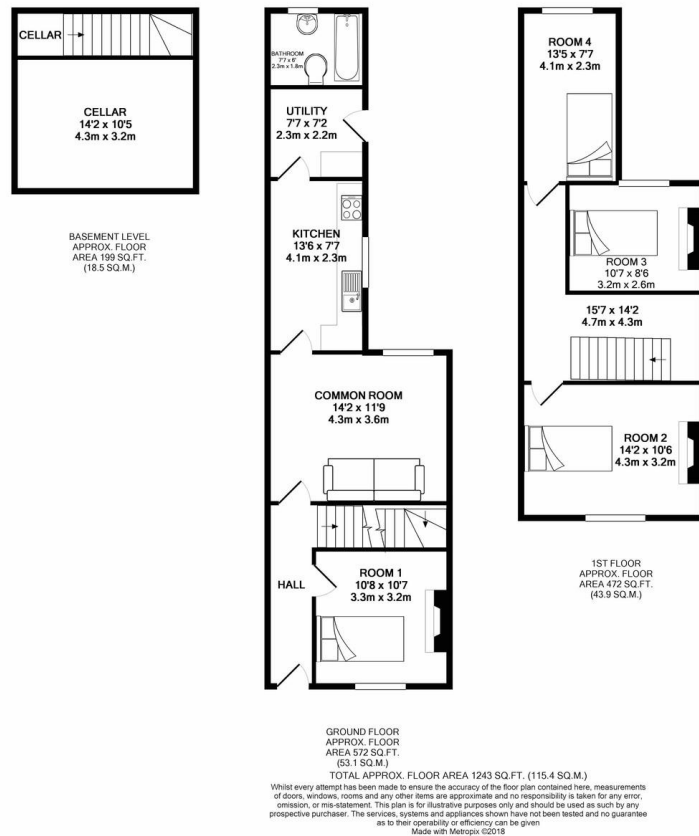 CELLAR
CELLAR
14'2 x 10'5
4.3m x 3.2m
BASEMENT LEVEL
APPROX. FLOOR
AREA 199 SQ.FT.
(18.5 SQ.M.)
BATHROOM
7'7 x 6'
2.3m x 1.8m
UTILITY
7'7 x 7'2
2.3m x 2.2m
KITCHEN
13'6 x 7'7
4.1m x 2.3m
COMMON ROOM
14'2 x 11'9
4.3m x 3.6m
HALL
ROOM 1
10'8 x 10'7
3.3m x 3.2m
GROUND FLOOR
APPROX. FLOOR
AREA 572 SQ.FT.
(53.1 SQ.M.)
ROOM 4
13'5 x 7'7
4.1m x 2.3m
ROOM 3
10'7 x 8'6
3.2m x 2.6m
15'7 x 14'2
4.7m x 4.3m
ROOM 2
14'2 x 10'6
4.3m x 3.2m
1ST FLOOR
APPROX. FLOOR
AREA 472 SQ.FT.
(43.9 SQ.M.)
TOTAL APPROX. FLOOR AREA 1243 SQ.FT. (115.4 SQ.M.)
Whilst every attempt has been made to ensure the accuracy of the floor plan contained here, measurements
of doors, windows, rooms and any other items are approximate and no responsibility is taken for any error,
omission, or mis-statement. This plan is for illustrative purposes only and should be used as such by any
prospective purchaser. The services, systems and appliances shown have not been tested and no guarantee
as to their operability or efficiency can be given
Made with Metropix ©2018